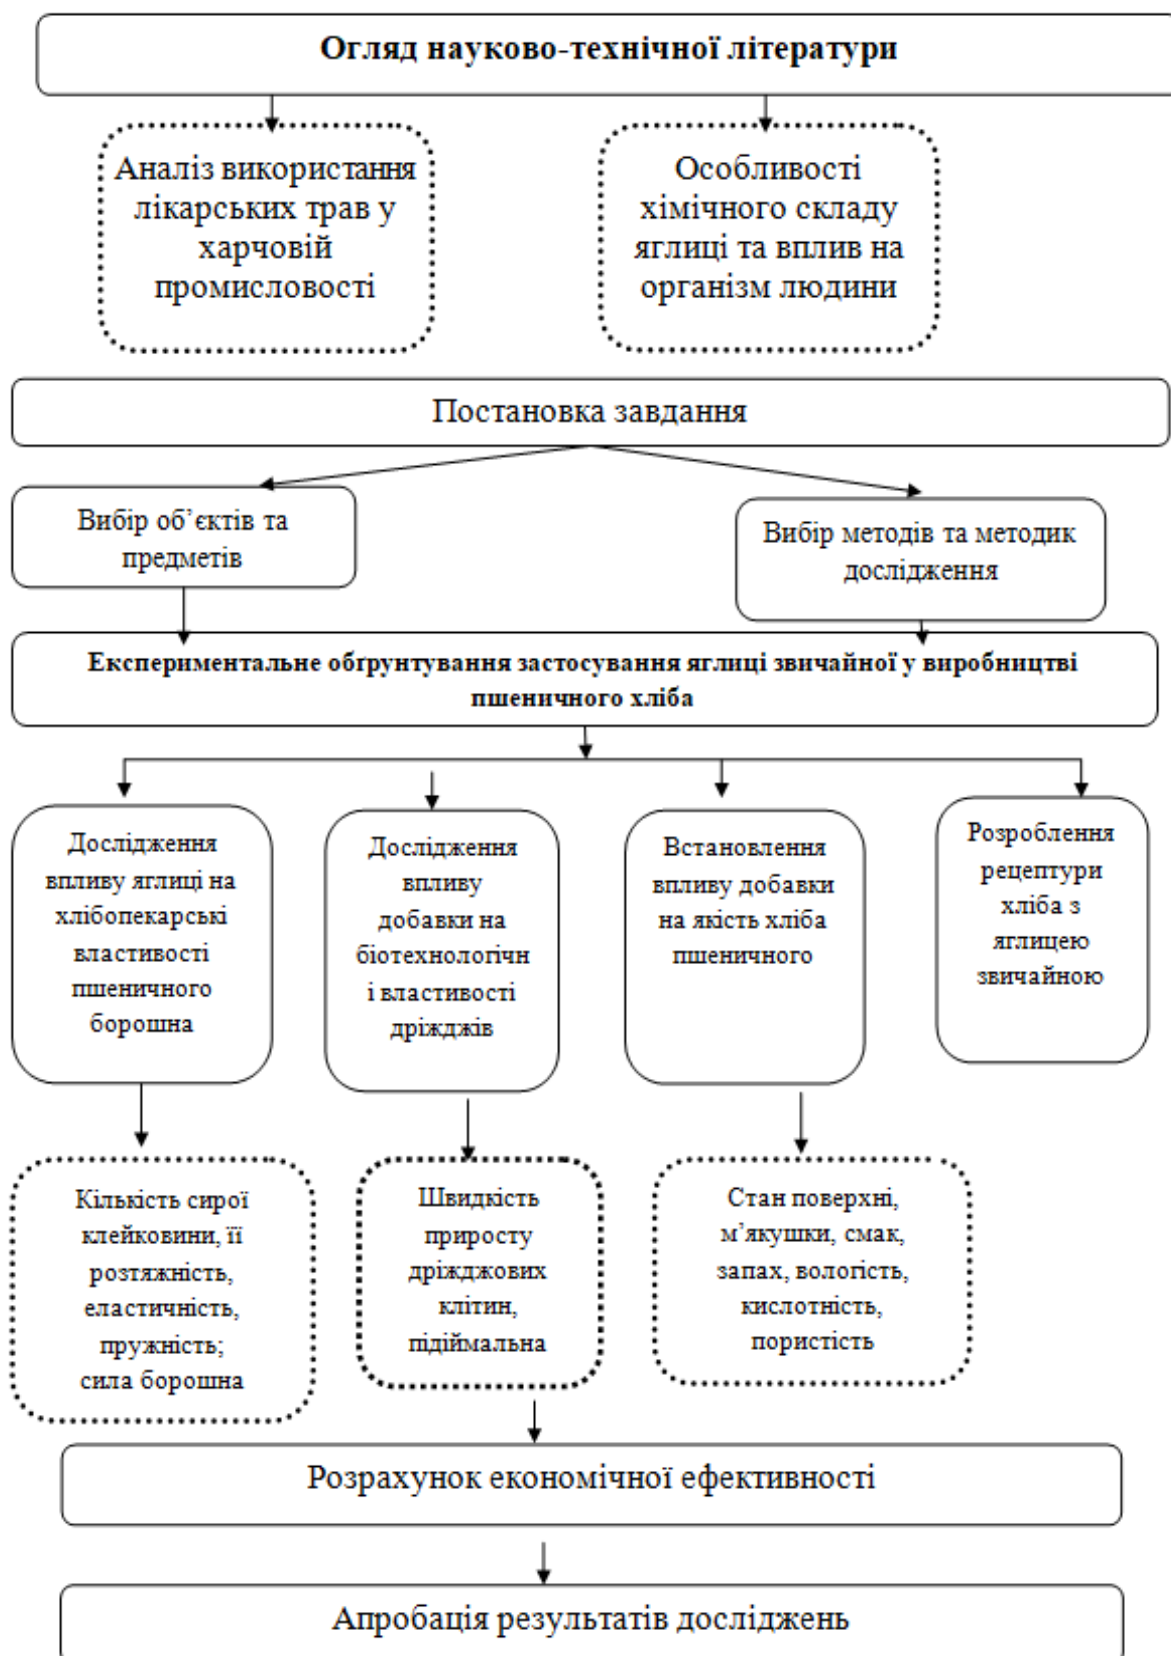 Огляд науково-технічної літератури
Аналіз використання
лікарських трав у
харчовій
промисловості
Особливості
хімічного складу
яглиці та вплив на
організм людини
Постановка завдання
Вибір об’єктів та
предметів
Вибір методів та методик
дослідження
Експериментальне обґрунтування застосування яглиці звичайної у виробництві
пшеничного хліба
Дослідження
впливу яглиці на
хлібопекарські
властивості
пшеничного
борошна
Дослідження
впливу
добавки на
біотехнологічн
і властивості
дріжджів
Встановлення
впливу добавки
на якість хліба
пшеничного
Розроблення
рецептури
хліба з
яглицею
звичайною
Кількість сирої
клейковини, її
розтяжність,
еластичність,
пружність;
сила борошна
Швидкість
приросту
дріжджових
клітин,
підіймальна
Стан поверхні,
м’якушки, смак,
запах, вологість,
кислотність,
пористість
Розрахунок економічної ефективності
Апробація результатів досліджень